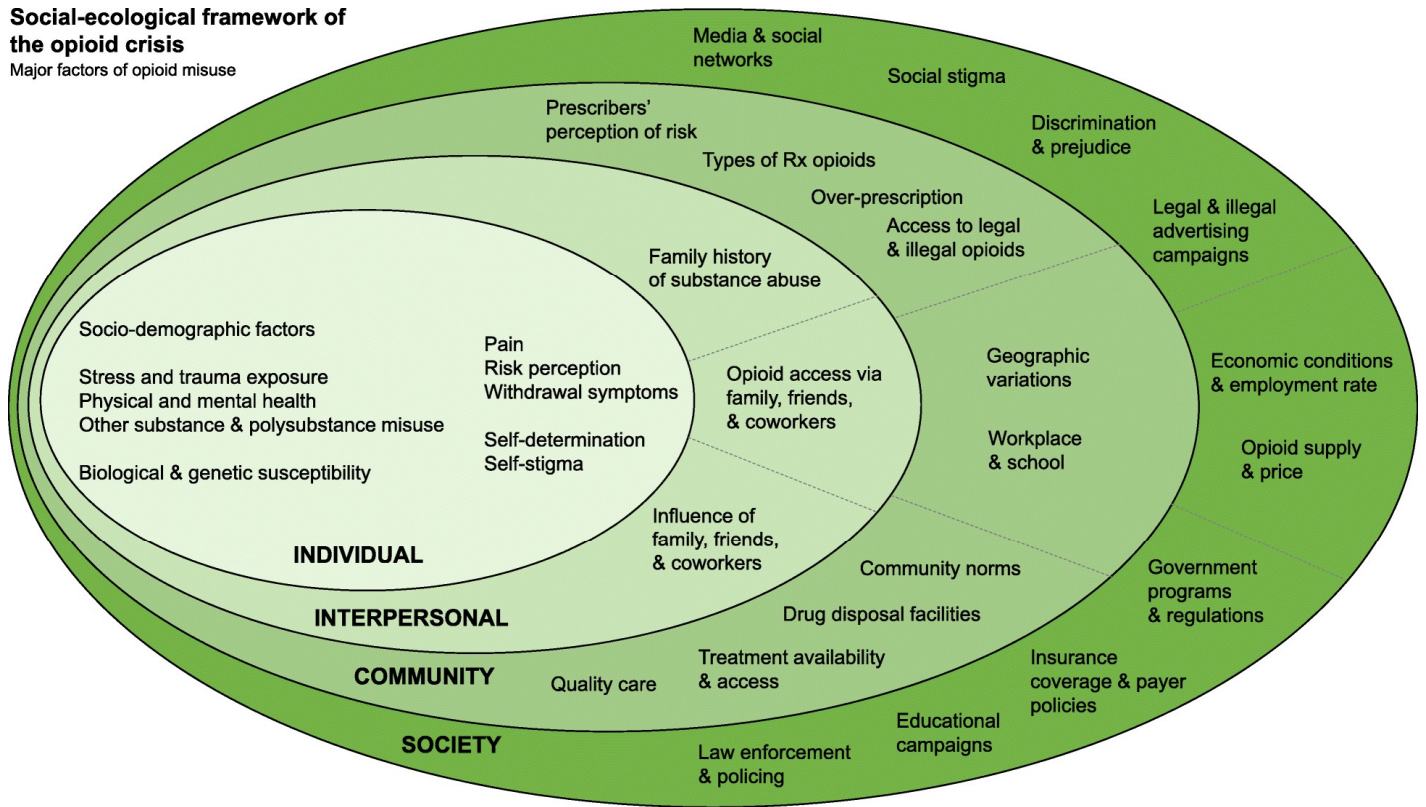 Social-ecological framework of
the opioid crisis
Major factors of opioid misuse
Media & social
networks
Social stigma
Discrimination
& prejudice
Legal & illegal
advertising
campaigns
Economic conditions
& employment rate
Opioid supply
& price
Government
programs
& regulations
Insurance
coverage & payer
policies
Educational
campaigns
Law enforcement
& policing
SOCIETY
Prescribers’
perception of risk
Types of Rx opioids
Over-prescription
Access to legal
& illegal opioids
Geographic
variations
Workplace
& school
Community norms
Drug disposal facilities
Treatment availability
& access
Quality care
COMMUNITY
Family history
of substance abuse
Opioid access via
family, friends,
& coworkers
Influence of
family, friends,
& coworkers
INTERPERSONAL
Socio-demographic factors
Stress and trauma exposure
Physical and mental health
Other substance & polysubstance misuse
Biological & genetic susceptibility
Pain
Risk perception
Withdrawal symptoms
Self-determination
Self-stigma
INDIVIDUAL